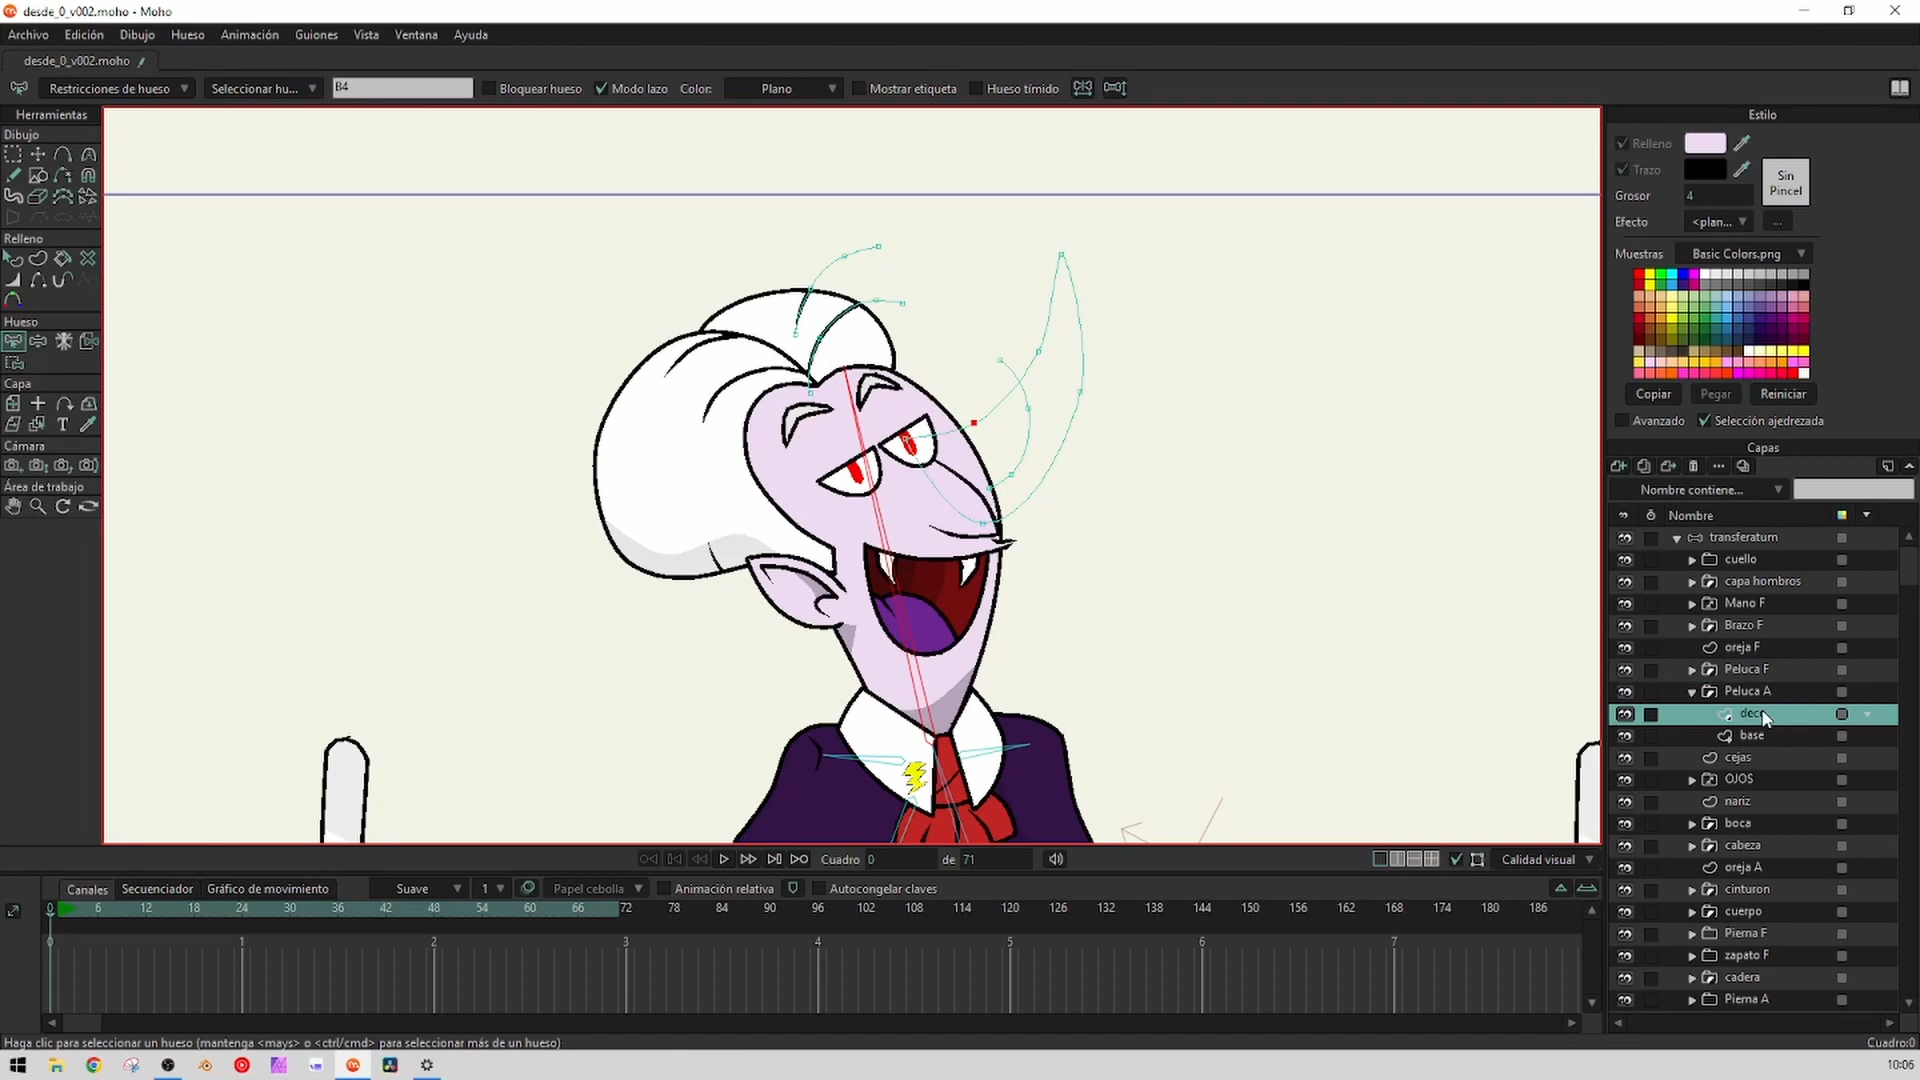 desde_0_v002.moho - Moho
Archivo Edición Dibujo Hueso Animación Guiones Vista Ventana Ayuda
desde_0_v002.moho
Restricciones de hueso Seleccionar hu... B4 Bloquear hueso Modo lazo Color: Plano Mostrar etiqueta Hueso tímido
Herramientas
Dibujo
Relleno
Hueso
Capa
Cámara
Área de trabajo
Estilo
Relleno
Trazo
Sin Pincel
Grosor 4
Efecto <plan... ...
Muestras Basic Colors.png
Copiar Pegar Reiniciar
Avanzado Selección ajedrezada
Capas
Nombre contiene...
Nombre
transferatum
cuello
capa hombros
Mano F
Brazo F
oreja F
Peluca F
Peluca A
base
cejas
OJOS
nariz
boca
cabeza
oreja A
cinturon
cuerpo
Pierna F
zapato F
cadera
Pierna A
Cuadro 0 de 71 Calidad visual
Canales Secuenciador Gráfico de movimiento Suave 1 Papel cebolla Animación relativa Autocongelar claves
0 6 12 18 24 30 36 42 48 54 60 66 72 78 84 90 96 102 108 114 120 126 132 138 144 150 156 162 168 174 180 186
0 1 2 3 4 5 6 7
Haga clic para seleccionar un hueso (mantenga <mays> o <ctrl/cmd> para seleccionar más de un hueso)
Cuadro:0
10:06